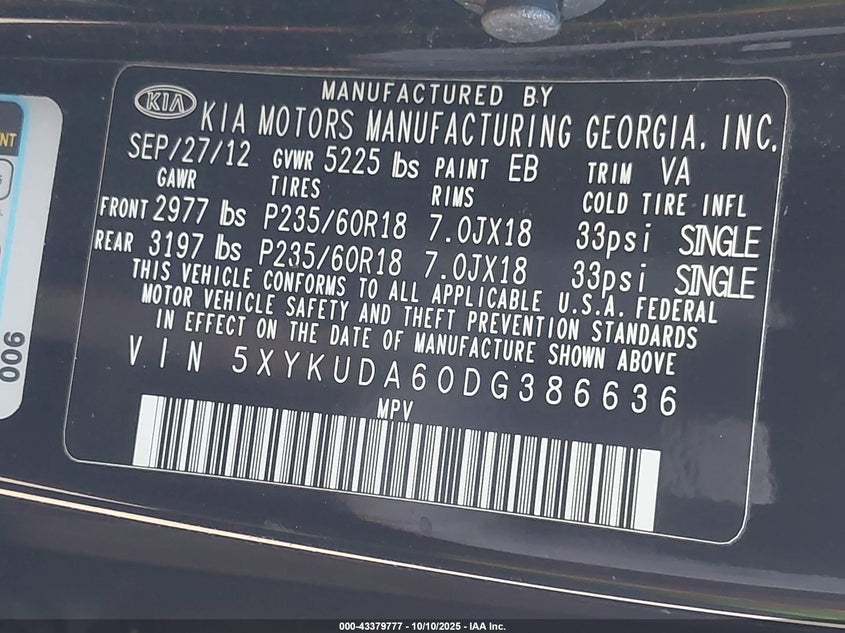 MANUFACTURED BY
KIA KIA MOTORS MANUFACTURING GEORGIA, INC.
SEP/27/12 GVWR 5225 lbs PAINT EB TRIM VA
GAWR TIRES RIMS COLD TIRE INFL
FRONT 2977 lbs P235/60R18 7.0JX18 33psi SINGLE
REAR 3197 lbs P235/60R18 7.0JX18 33psi SINGLE
THIS VEHICLE CONFORMS TO ALL APPLICABLE U.S.A. FEDERAL
MOTOR VEHICLE SAFETY AND THEFT PREVENTION STANDARDS
IN EFFECT ON THE DATE OF MANUFACTURE SHOWN ABOVE
VIN 5XYKUDA60DG386636
MPV
006
000-43379777 - 10/10/2025 - IAA Inc.